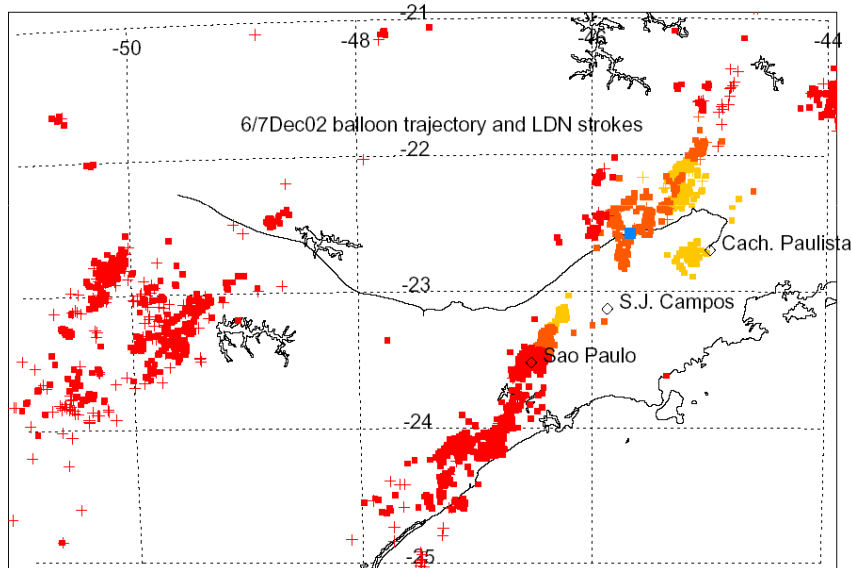 -21
-50
-48
-46
-44
6/7Dec02 balloon trajectory and LDN strokes
-22
Cach. Paulista
-23
S.J. Campos
Sao Paulo
-24
-25